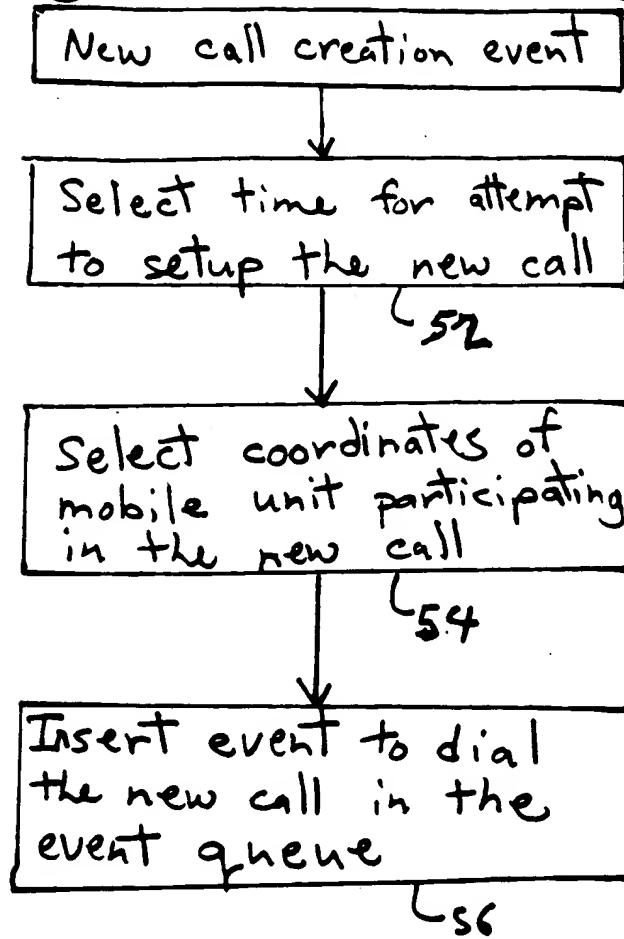 New call creation event
Select time for attempt
to setup the new call
52
Select coordinates of
mobile unit participating
in the new call
54
Insert event to dial
the new call in the
event queue
56